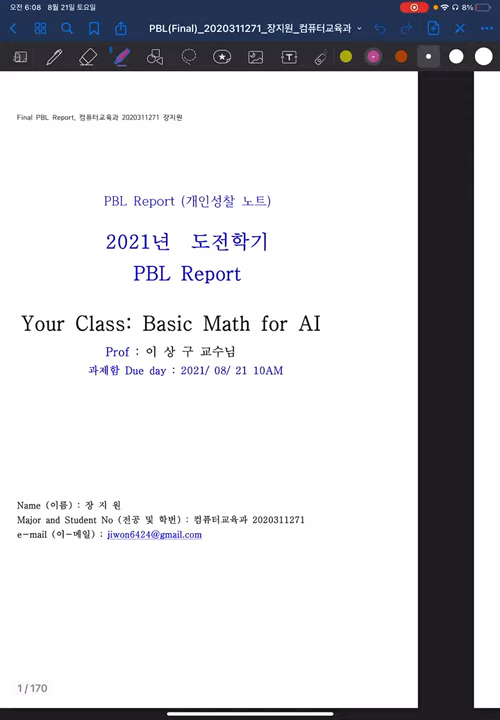 오전 6:08 8월 21일 토요일
8%
PBL(Final)_2020311271_장지원_컴퓨터교육과
Final PBL Report, 컴퓨터교육과 2020311271 장지원
PBL Report (개인성찰 노트)
2021년 도전학기
PBL Report
Your Class: Basic Math for AI
Prof : 이 상 구 교수님
과제함 Due day : 2021/ 08/ 21 10AM
Name (이름) : 장 지 원
Major and Student No (전공 및 학번) : 컴퓨터교육과 2020311271
e-mail (이-메일) : jiwon6424@gmail.com
1 / 170